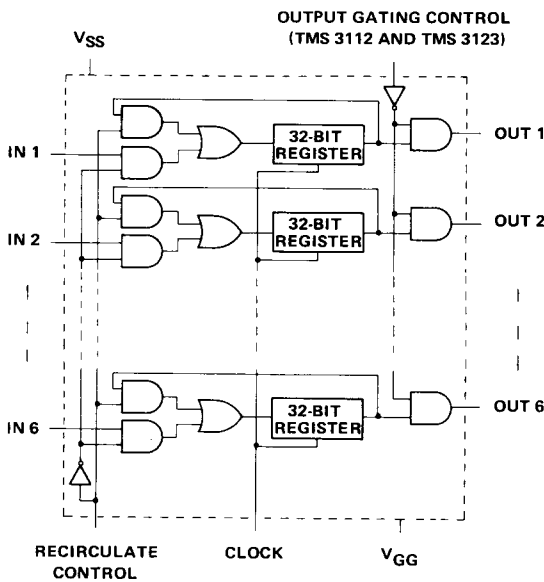 OUTPUT GATING CONTROL
(TMS 3112 AND TMS 3123)
VSS
IN 1
32-BIT
REGISTER
OUT 1
IN 2
32-BIT
REGISTER
OUT 2
IN 6
32-BIT
REGISTER
OUT 6
RECIRCULATE
CONTROL
CLOCK
VGG